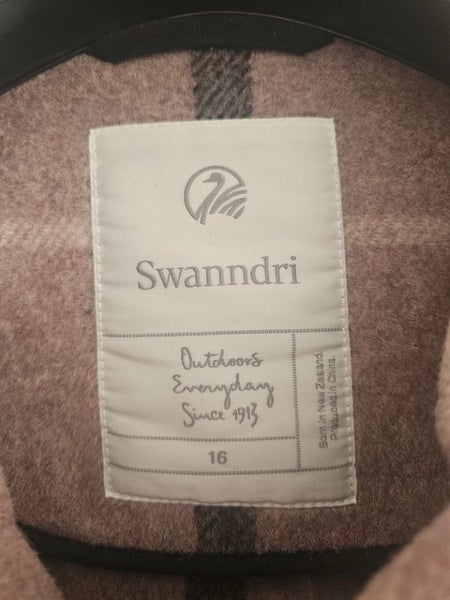 Swanndri
Outdoors
Everyday
Since 1913
16
Born in New Zealand.
Produced in China.